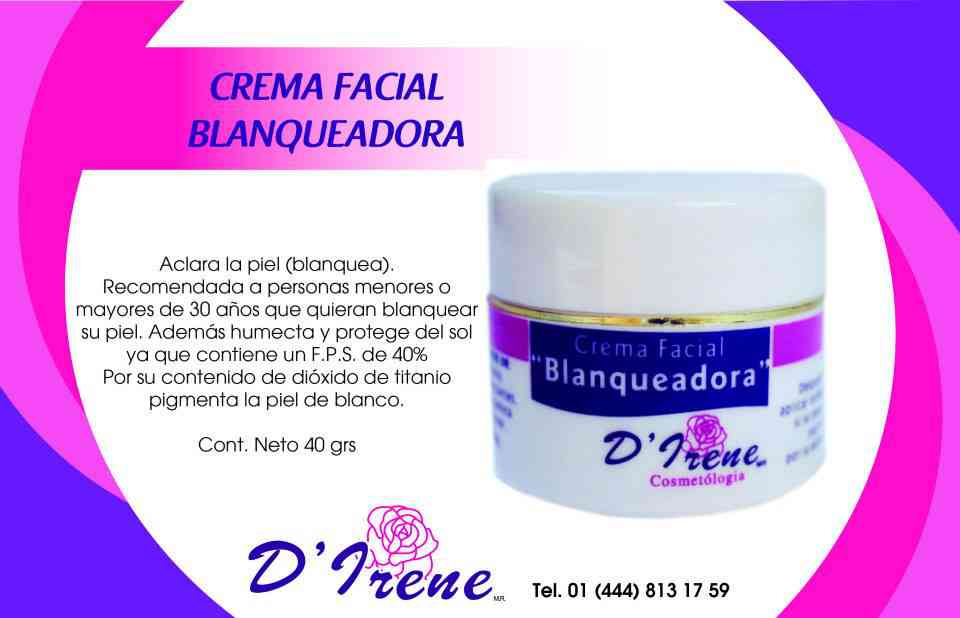 CREMA FACIAL
BLANQUEADORA
Aclara la piel (blanquea).
Recomendada a personas menores o
mayores de 30 años que quieran blanquear
su piel. Además humecta y protege del sol
ya que contiene un F.P.S. de 40%
Por su contenido de dióxido de titanio
pigmenta la piel de blanco.
Cont. Neto 40 grs
Crema Facial
"Blanqueadora"
D'Irene
Cosmetólogia
D'Irene M.R.
Tel. 01 (444) 813 17 59